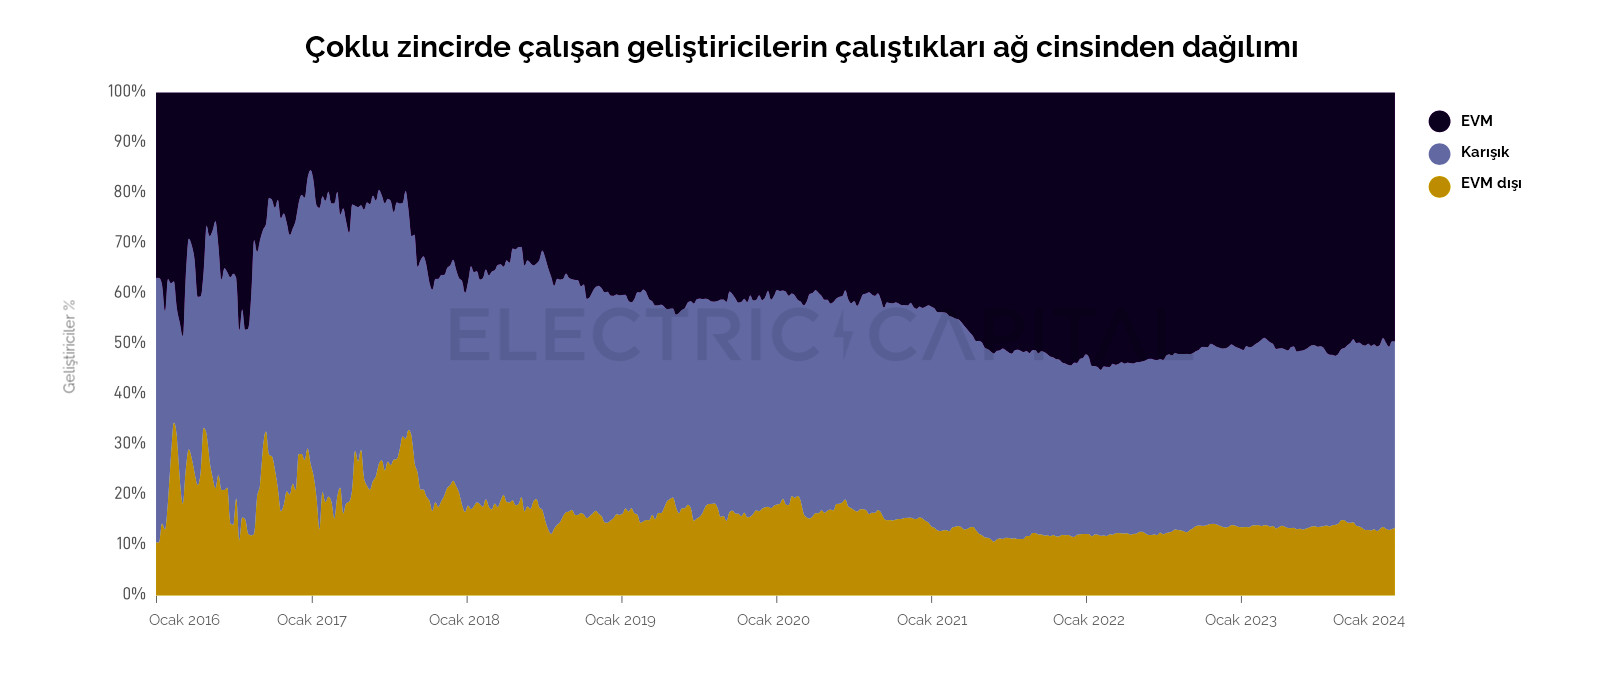 Çoklu zincirde çalışan geliştiricilerin çalıştıkları ağ cinsinden dağılımı
100%
90%
80%
70%
60%
50%
40%
30%
20%
10%
0%
Geliştiriciler %
ELECTRIC CAPITAL
EVM
Karışık
EVM dışı
Ocak 2016
Ocak 2017
Ocak 2018
Ocak 2019
Ocak 2020
Ocak 2021
Ocak 2022
Ocak 2023
Ocak 2024